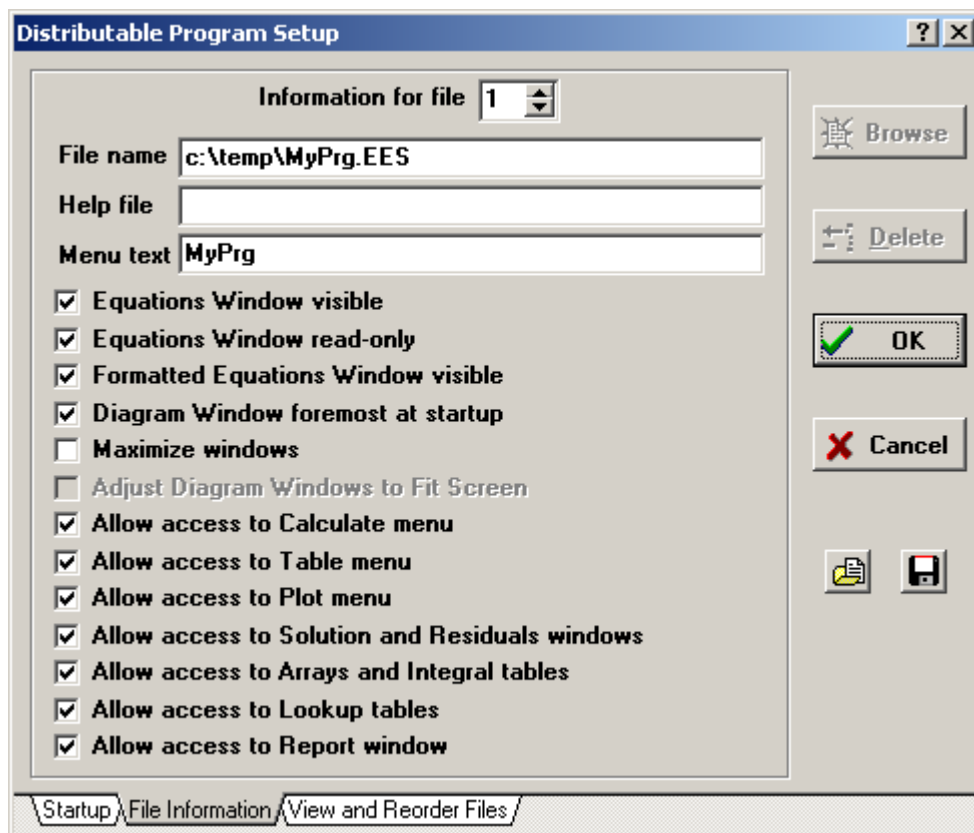 Distributable Program Setup
Information for file 1
File name c:\temp\MyPrg.EES
Help file
Menu text MyPrg
Equations Window visible
Equations Window read-only
Formatted Equations Window visible
Diagram Window foremost at startup
Maximize windows
Adjust Diagram Windows to Fit Screen
Allow access to Calculate menu
Allow access to Table menu
Allow access to Plot menu
Allow access to Solution and Residuals windows
Allow access to Arrays and Integral tables
Allow access to Lookup tables
Allow access to Report window
Browse
Delete
OK
Cancel
Startup File Information View and Reorder Files